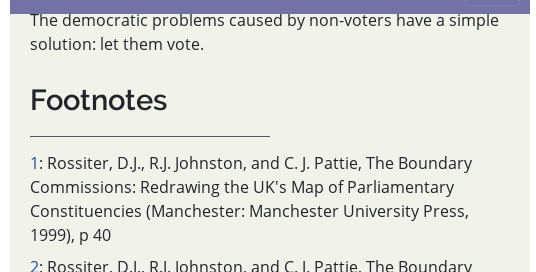 The democratic problems caused by non-voters have a simple
solution: let them vote.
Footnotes
1: Rossiter, D.J., R.J. Johnston, and C. J. Pattie, The Boundary
Commissions: Redrawing the UK's Map of Parliamentary
Constituencies (Manchester: Manchester University Press,
1999), p 40
2: Rossiter, D.J., R.J. Johnston, and C. J. Pattie, The Boundary